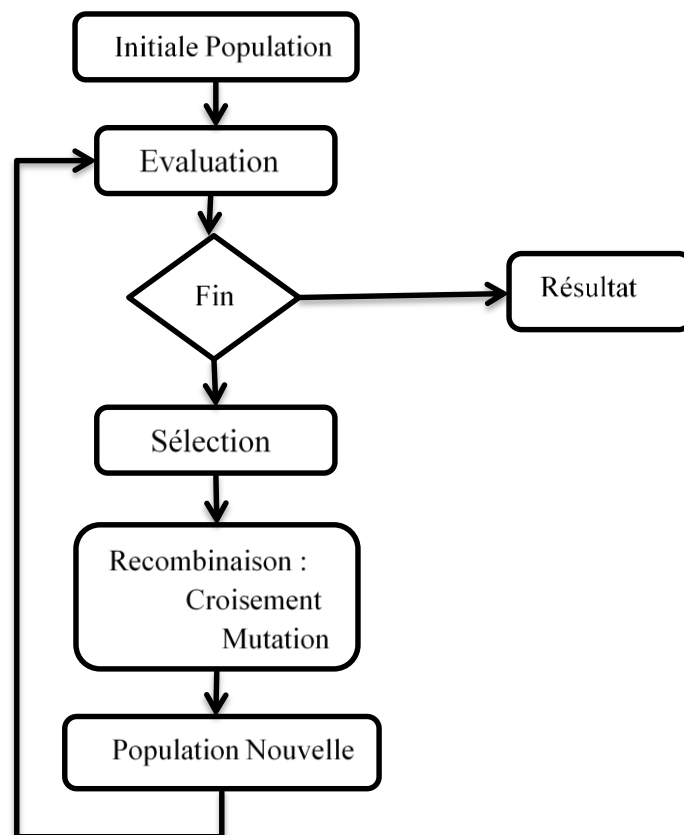 Initiale Population
Evaluation
Fin
Résultat
Sélection
Recombinaison :
Croisement
Mutation
Population Nouvelle